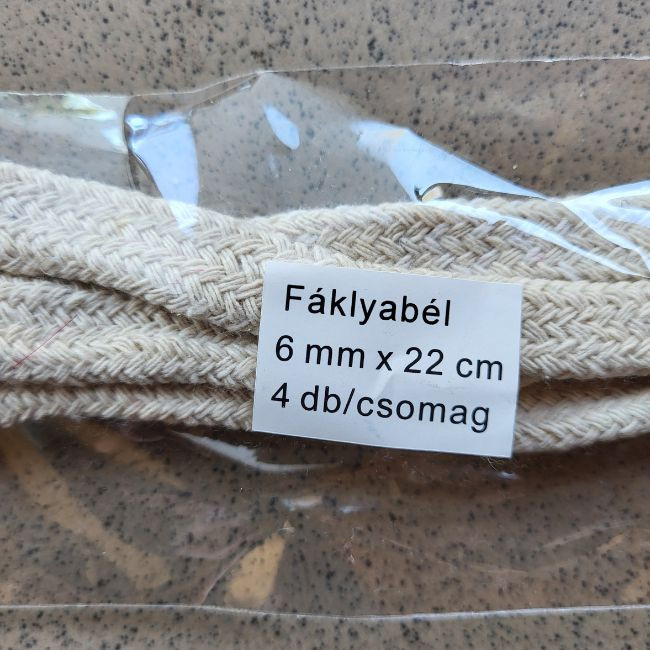 Fáklyabél
6 mm x 22 cm
4 db/csomag